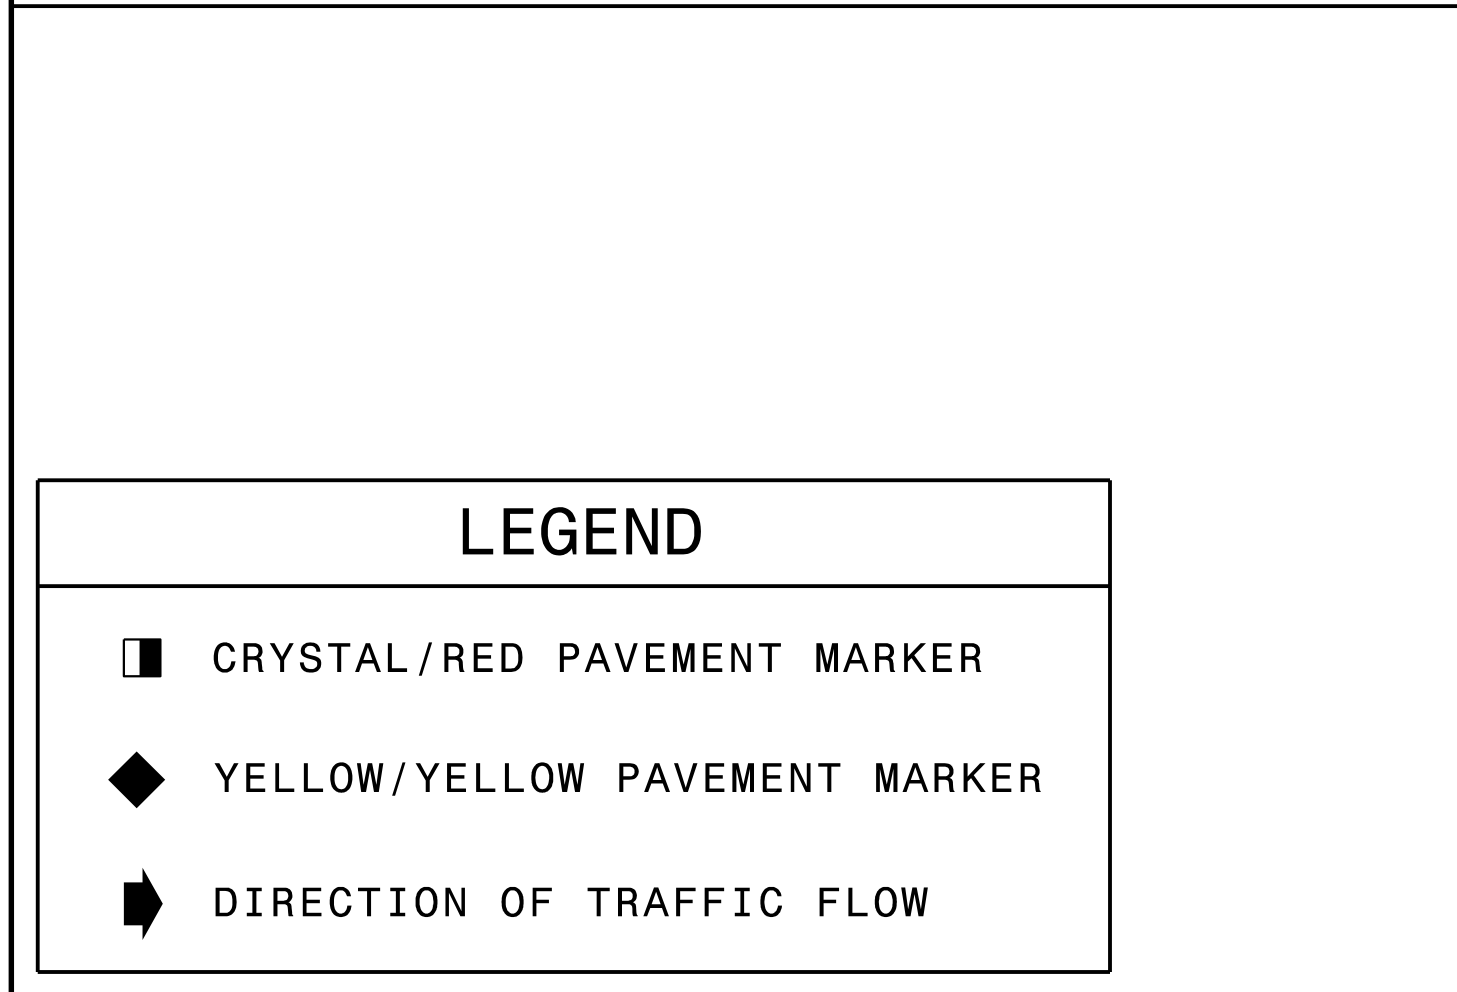 LEGEND
CRYSTAL/RED PAVEMENT MARKER
YELLOW/YELLOW PAVEMENT MARKER
DIRECTION OF TRAFFIC FLOW